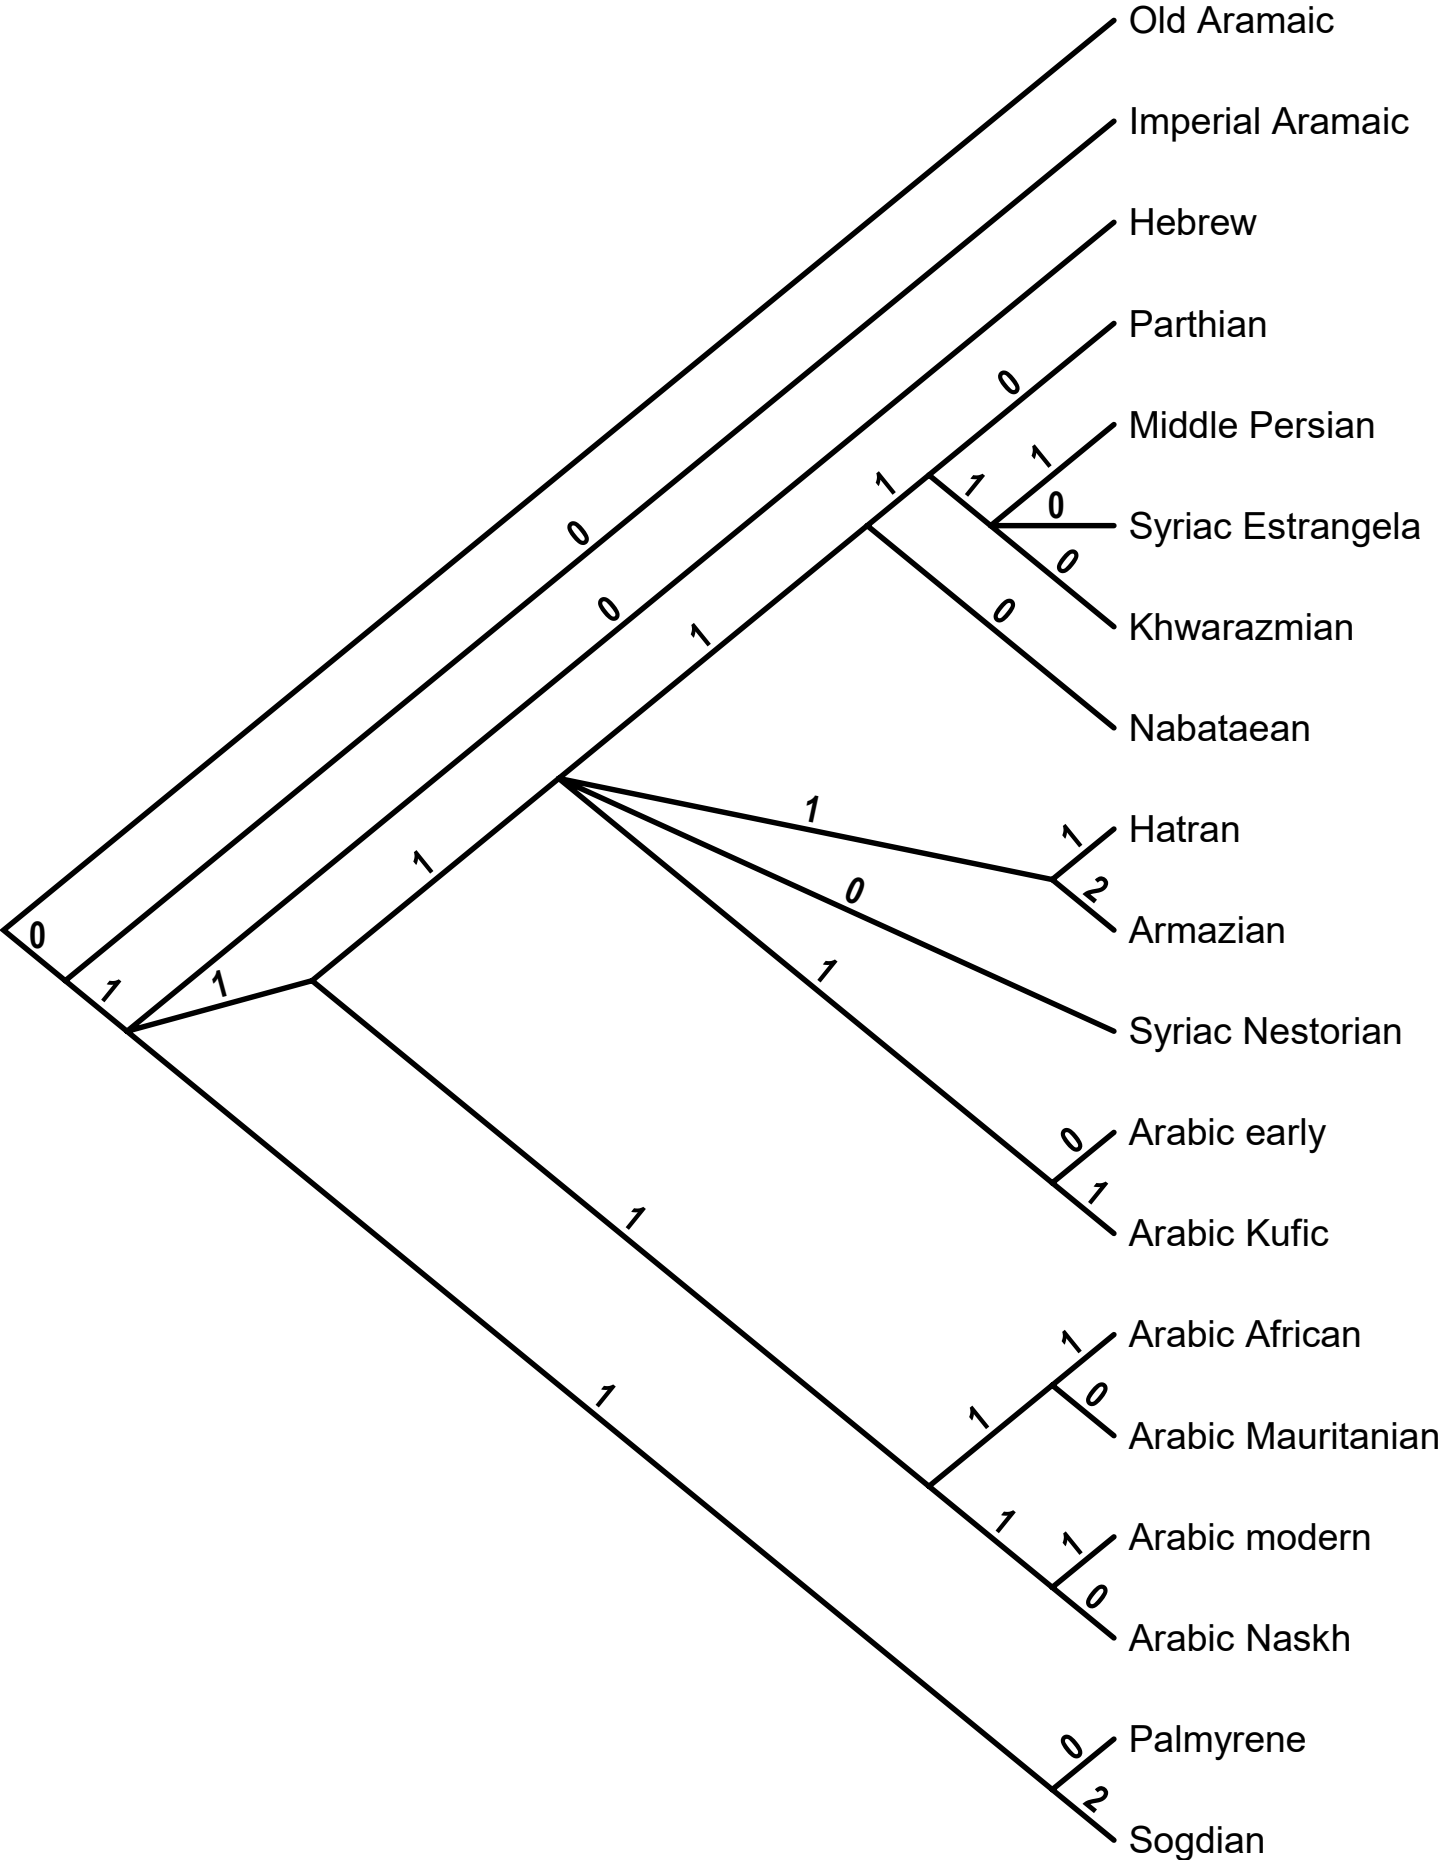 Old Aramaic
Imperial Aramaic
Hebrew
Parthian
0
Middle Persian
1
1
1
0
Syriac Estrangela
0
0
Khwarazmian
0
0
1
Nabataean
1
Hatran
1
1
2
0
Armazian
0
1
1
1
Syriac Nestorian
1
0
Arabic early
1
Arabic Kufic
1
1
Arabic African
0
1
Arabic Mauritanian
1
1
1
Arabic modern
0
Arabic Naskh
0
Palmyrene
2
Sogdian